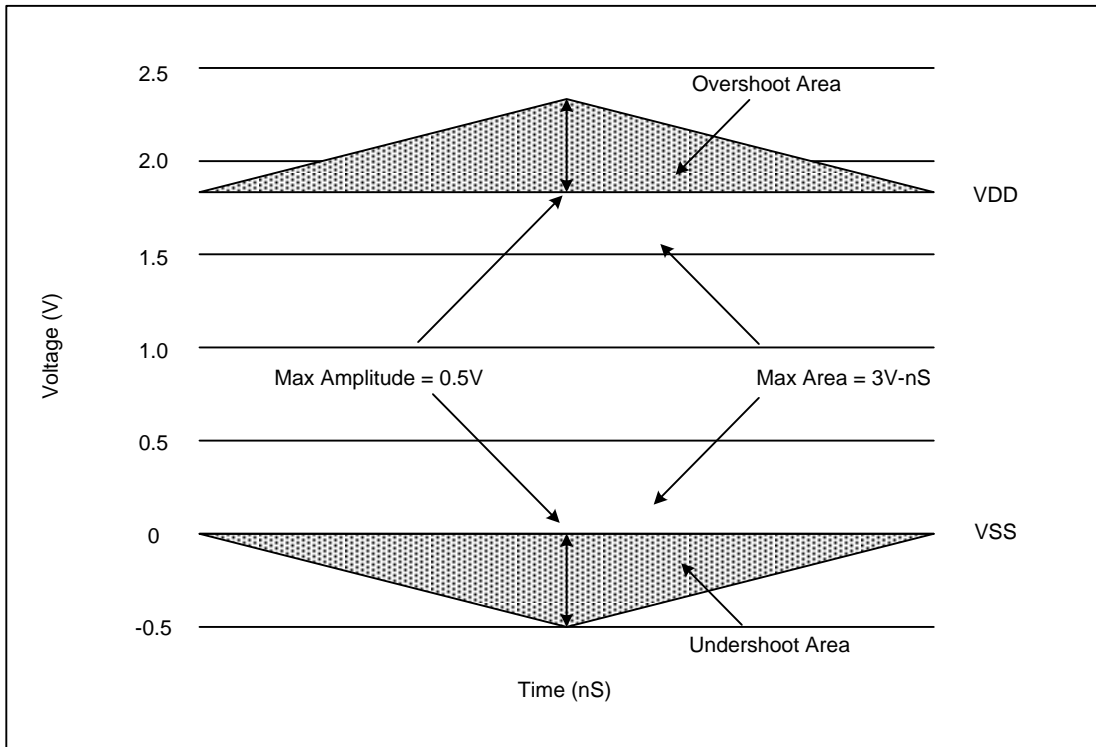 2.5
Overshoot Area
2.0
VDD
1.5
Voltage (V)
1.0
Max Amplitude = 0.5V
Max Area = 3V-nS
0.5
0
VSS
-0.5
Undershoot Area
Time (nS)